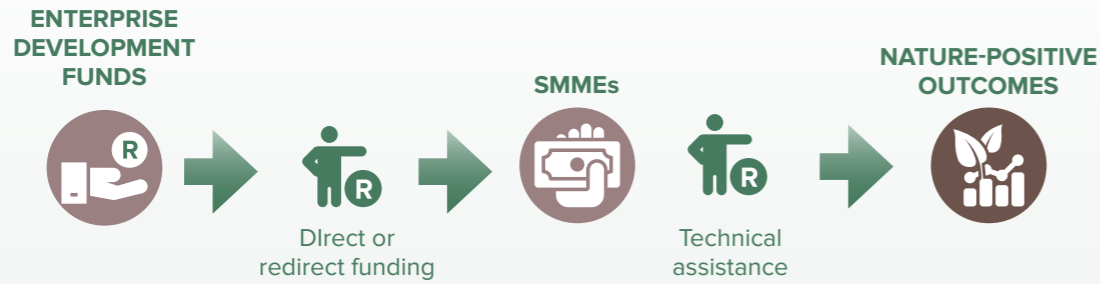 ENTERPRISE
DEVELOPMENT
FUNDS
R
R
DIrect or
redirect funding
SMMEs
R
Technical
assistance
NATURE-POSITIVE
OUTCOMES